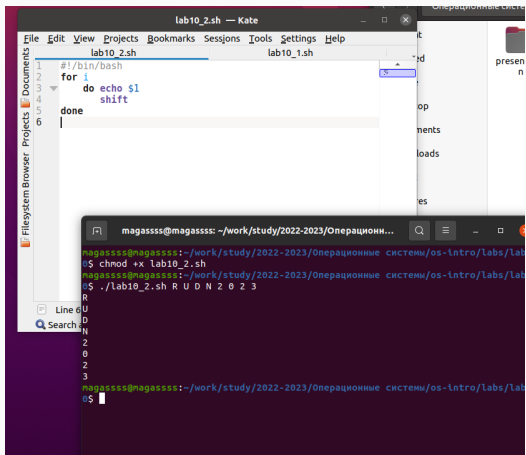 Операционные систе
lab10_2.sh — Kate
File Edit View Projects Bookmarks Sessions Tools Settings Help
lab10_2.sh lab10_1.sh
Documents
Projects
Filesystem Browser
1 #!/bin/bash
2 for i
3 do echo $1
4 shift
5 done
6
presen
n
ments
loads
Line 6
Search
magassss@magassss: ~/work/study/2022-2023/Операционн...
magassss@magassss:~/work/study/2022-2023/Операционные системы/os-intro/labs/lab
0$ chmod +x lab10_2.sh
magassss@magassss:~/work/study/2022-2023/Операционные системы/os-intro/labs/lab
0$ ./lab10_2.sh R U D N 2 0 2 3
R
U
D
N
2
0
2
3
magassss@magassss:~/work/study/2022-2023/Операционные системы/os-intro/labs/lab
0$